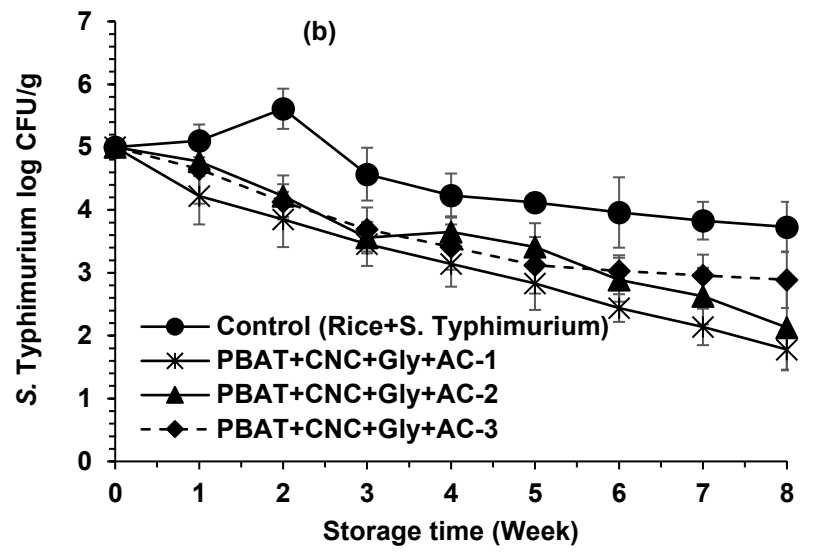 (b)
S. Typhimurium log CFU/g
7
6
5
4
3
2
1
0
Control (Rice+S. Typhimurium)
PBAT+CNC+Gly+AC-1
PBAT+CNC+Gly+AC-2
PBAT+CNC+Gly+AC-3
0 1 2 3 4 5 6 7 8
Storage time (Week)